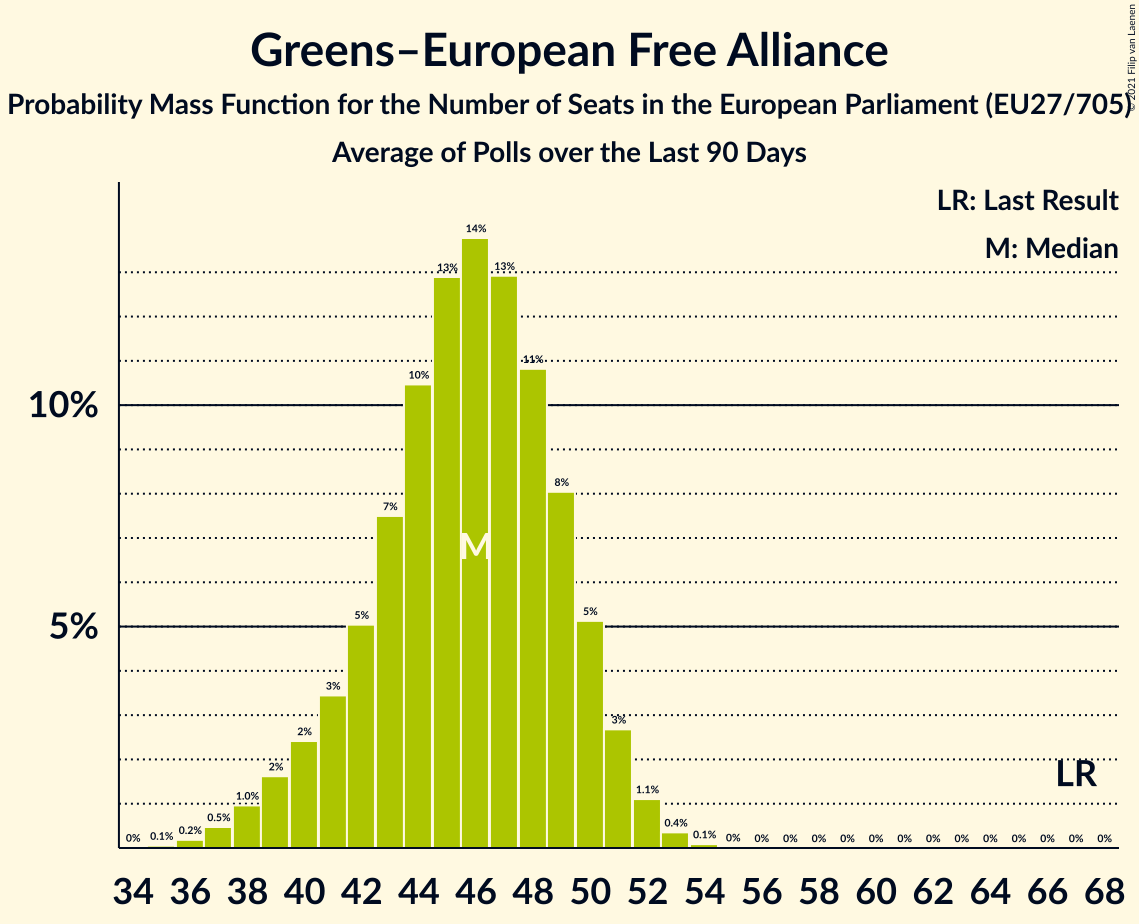 Greens–European Free Alliance
Probability Mass Function for the Number of Seats in the European Parliament (EU27/705)
Average of Polls over the Last 90 Days
© 2021 Filip van Laenen
LR: Last Result
M: Median
10%
5%
0% 0.1% 0.2% 0.5% 1.0% 2% 2% 3% 5% 7% 10% 13% 14% 13% 11% 8% 5% 3% 1.1% 0.4% 0.1% 0% 0% 0% 0% 0% 0% 0% 0% 0% 0% 0% 0% 0% 0%
M
LR
34 36 38 40 42 44 46 48 50 52 54 56 58 60 62 64 66 68